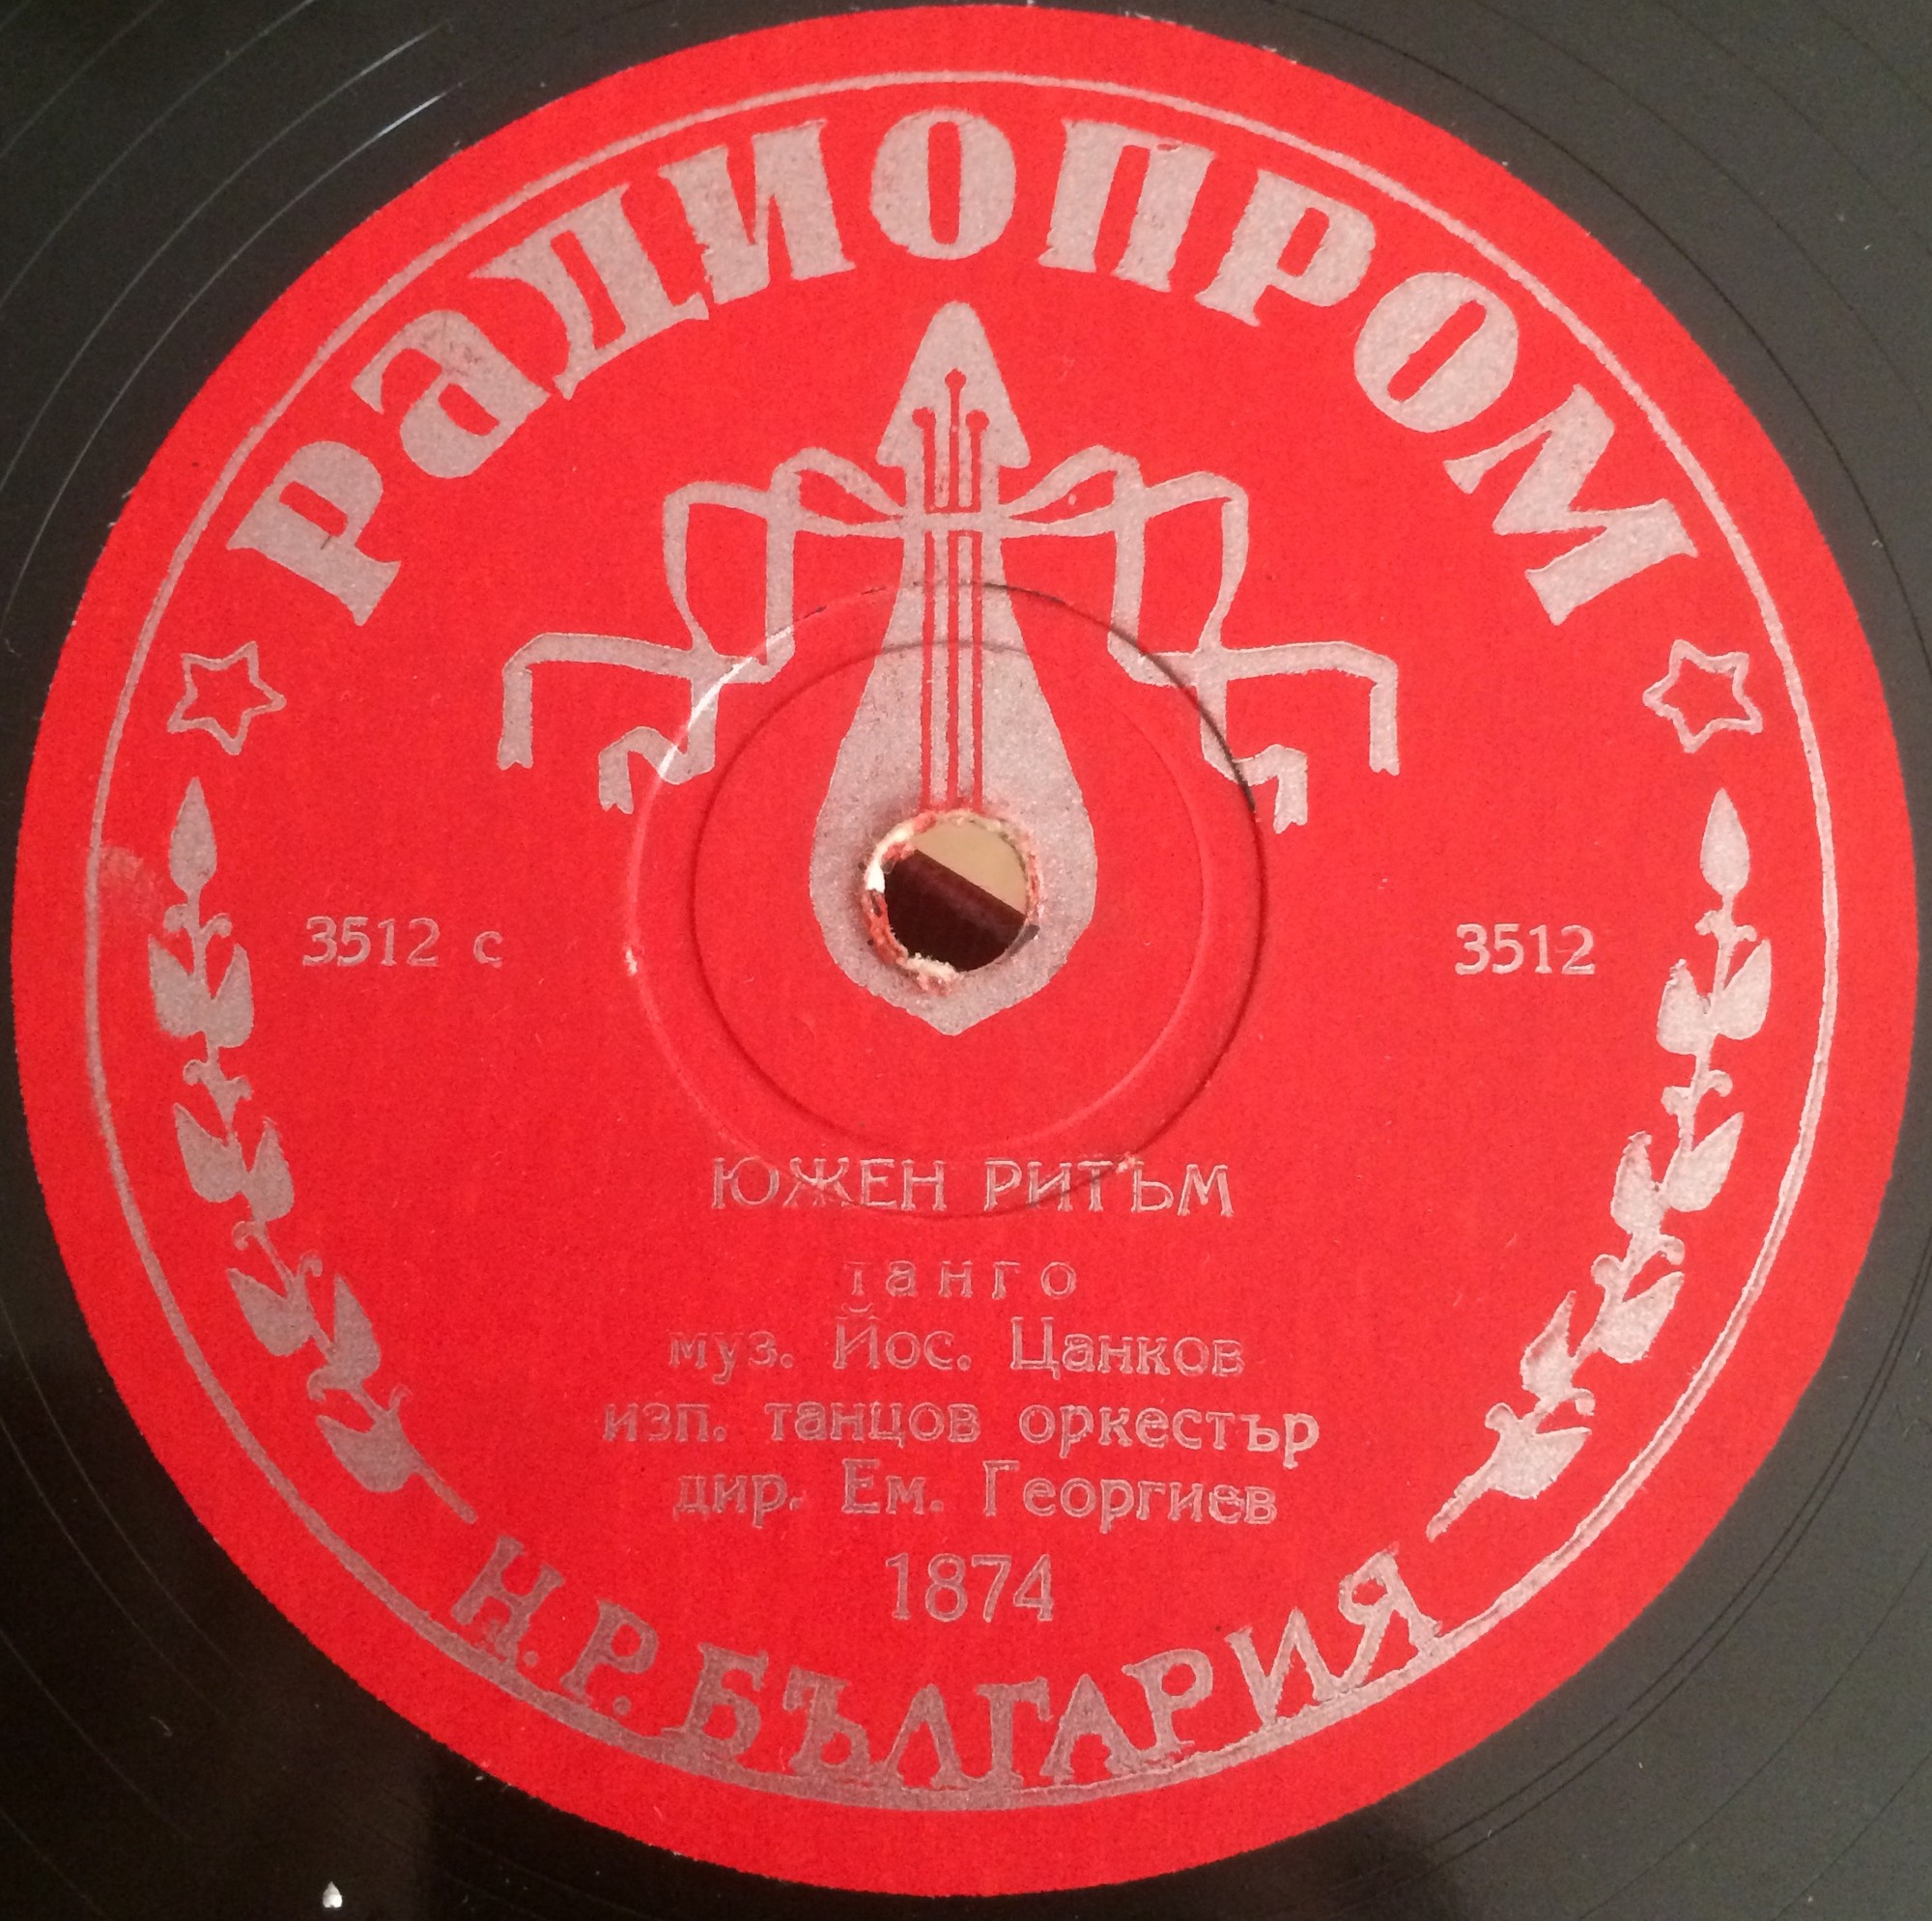 РАДИОПРОМ
3512 с
3512
ЮЖЕН РИТЪМ
танго
муз. Йос. Цанков
изп. танцов оркестър
дир. Ем. Георгиев
1874
Н. Р. БЪЛГАРИЯ